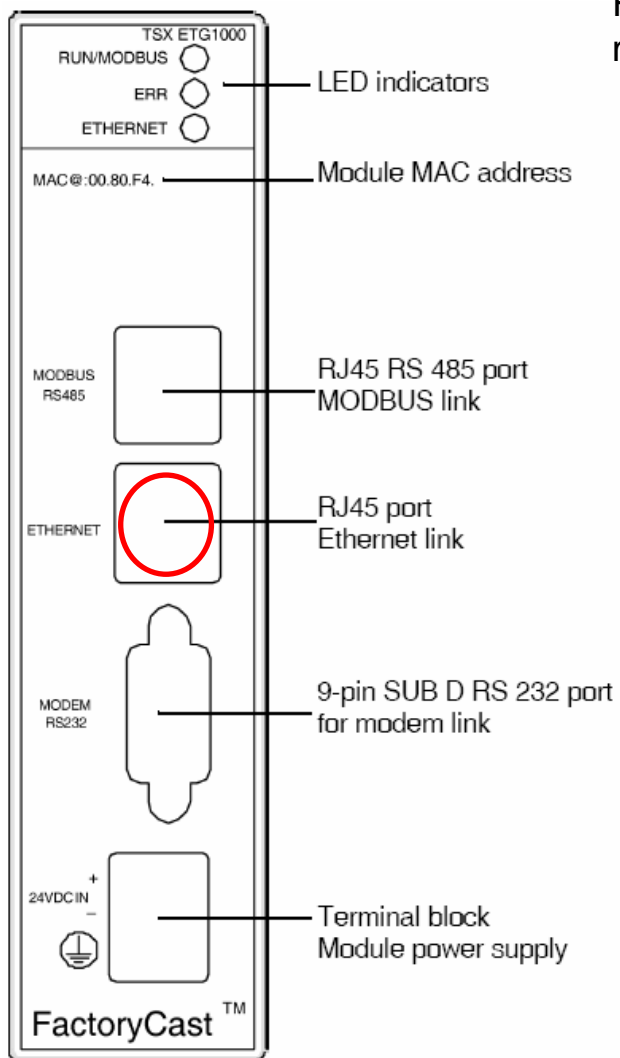 TSX ETG1000
RUN/MODBUS
ERR
ETHERNET
LED indicators
MAC@:00.80.F4.
Module MAC address
MODBUS
RS485
RJ45 RS 485 port
MODBUS link
ETHERNET
RJ45 port
Ethernet link
MODEM
RS232
9-pin SUB D RS 232 port
for modem link
+
24VDC IN
−
Terminal block
Module power supply
FactoryCast ™